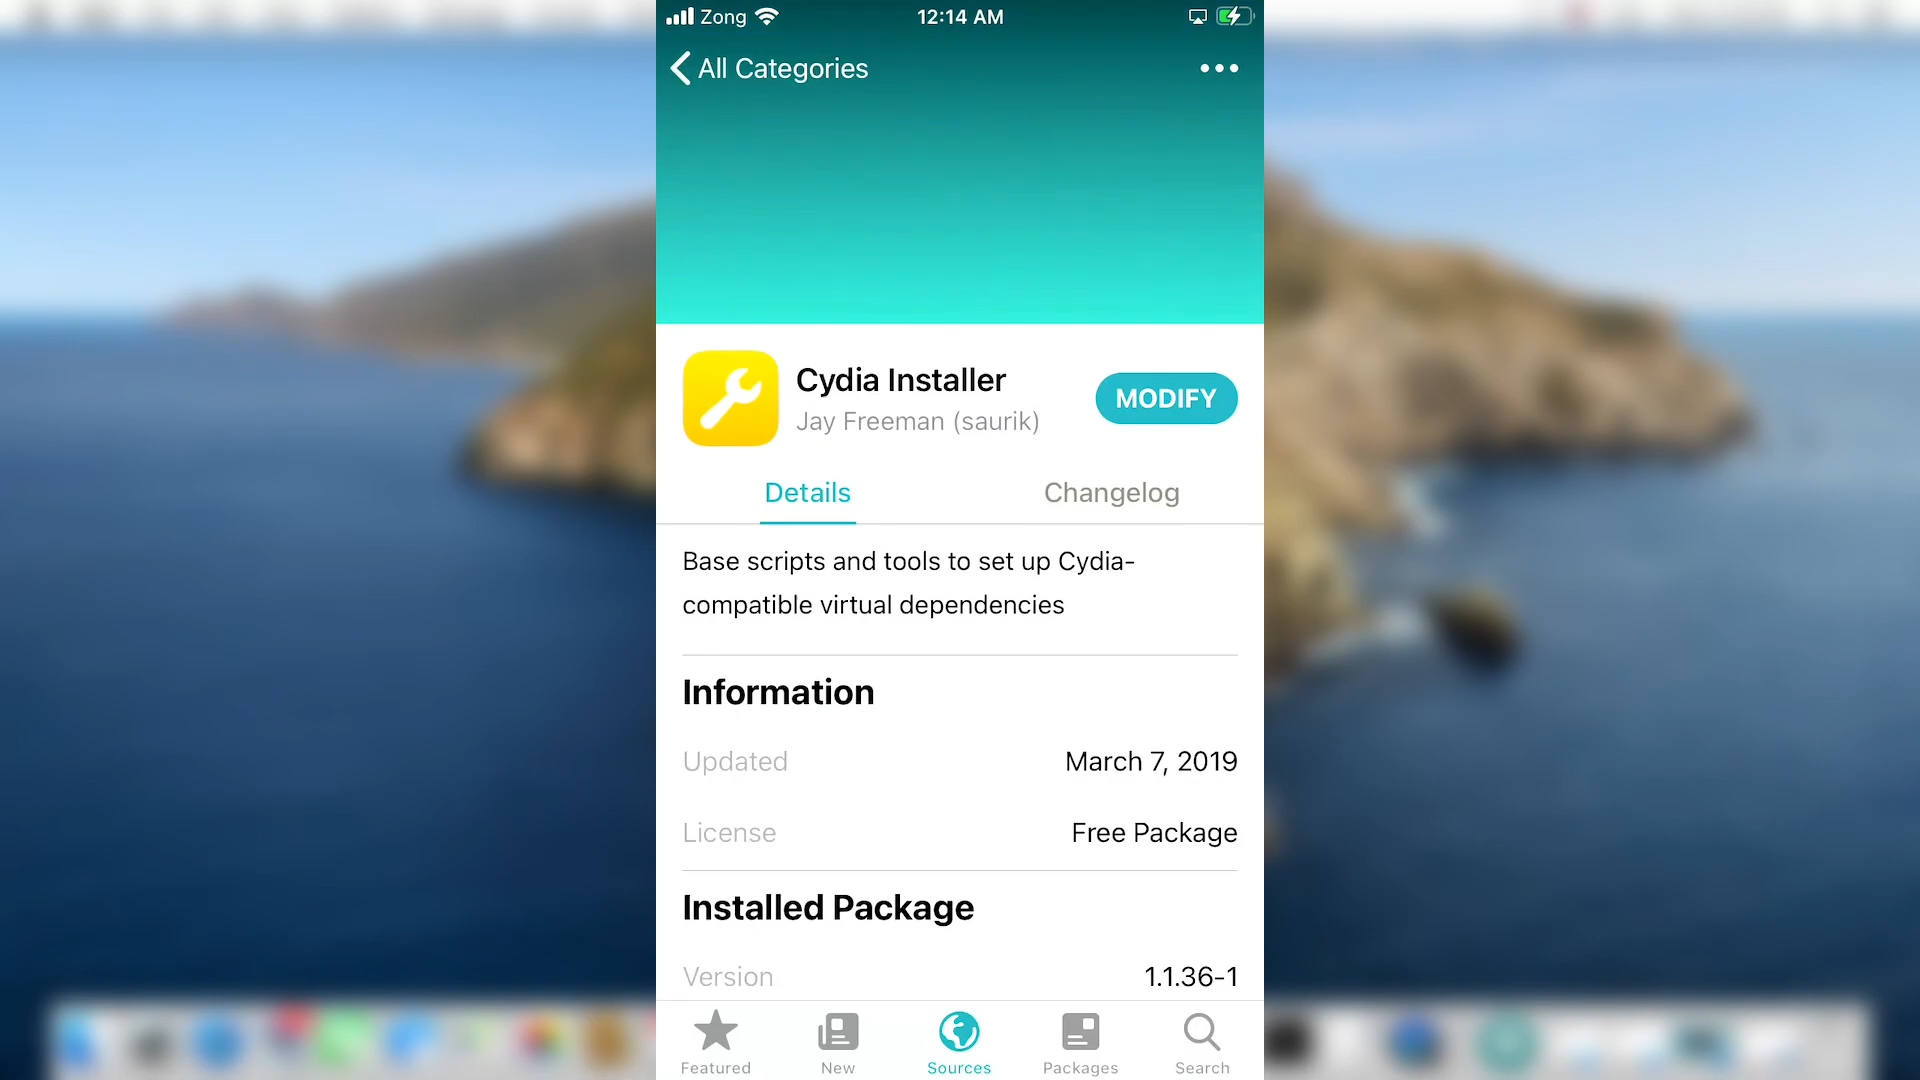 Zong 12:14 AM
All Categories
Cydia Installer
Jay Freeman (saurik)
MODIFY
Details Changelog
Base scripts and tools to set up Cydia-
compatible virtual dependencies
Information
Updated March 7, 2019
License Free Package
Installed Package
Version 1.1.36-1
Featured New Sources Packages Search